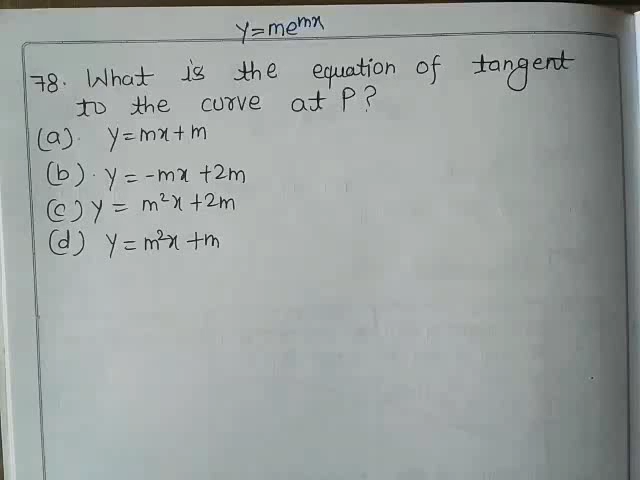 y=me^mx
78. What is the equation of tangent
to the curve at P?
(a). y=mx+m
(b). y = -mx +2m
(c) y = m²x+2m
(d) y=m²x +m